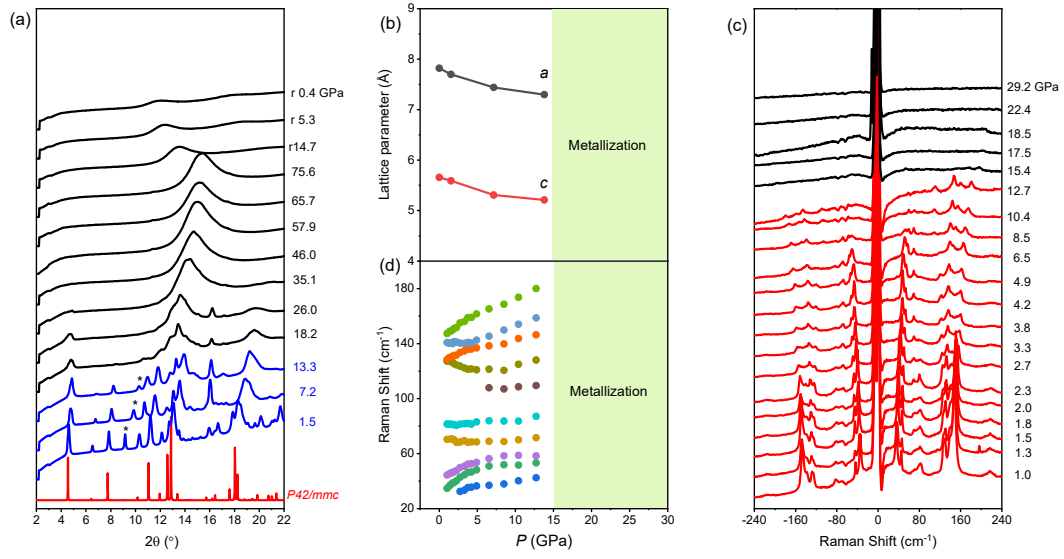 (a)
r 0.4 GPa
r 5.3
r14.7
75.6
65.7
57.9
46.0
35.1
26.0
18.2
13.3
7.2
1.5
*
*
*
P42/mmc
2 4 6 8 10 12 14 16 18 20 22
2θ (°)
(b)
9
8
7
6
5
4
Lattice parameter (Å)
a
c
Metallization
(d)
180
140
100
60
20
Raman Shift (cm-1)
Metallization
0 5 10 15 20 25 30
P (GPa)
(c)
29.2 GPa
22.4
18.5
17.5
15.4
12.7
10.4
8.5
6.5
4.9
4.2
3.8
3.3
2.7
2.3
2.0
1.8
1.5
1.3
1.0
-240 -160 -80 0 80 160 240
Raman Shift (cm-1)